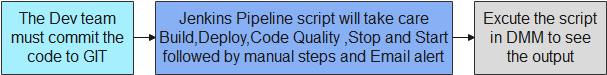 The Dev team
must commit the
code to GIT
Jenkins Pipeline script will take care
Build,Deploy,Code Quality ,Stop and Start
followed by manual steps and Email alert
Excute the script
in DMM to see
the output